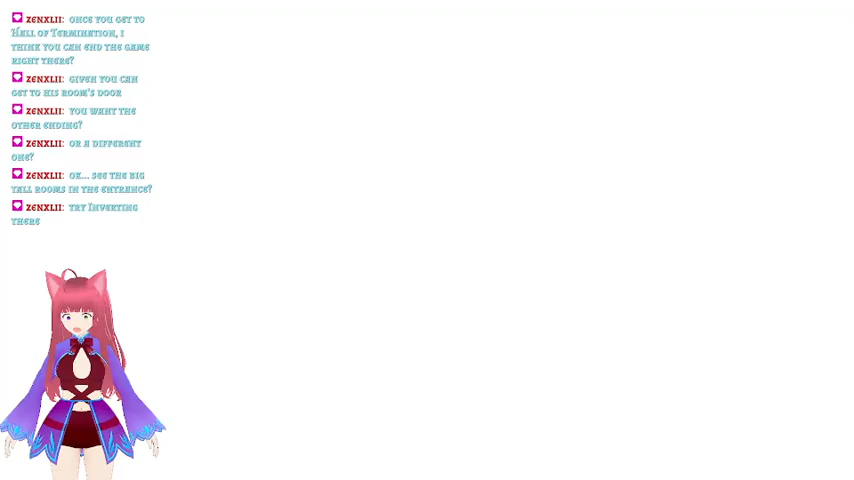 ZENXLII: ONCE YOU GET TO
HALL OF TERMINATION, I
THINK YOU CAN END THE GAME
RIGHT THERE?
ZENXLII: GIVEN YOU CAN
GET TO HIS ROOM'S DOOR
ZENXLII: YOU WANT THE
OTHER ENDING?
ZENXLII: OR A DIFFERENT
ONE?
ZENXLII: OK... SEE THE BIG
TALL ROOMS IN THE ENTRANCE?
ZENXLII: TRY INVERTING
THERE